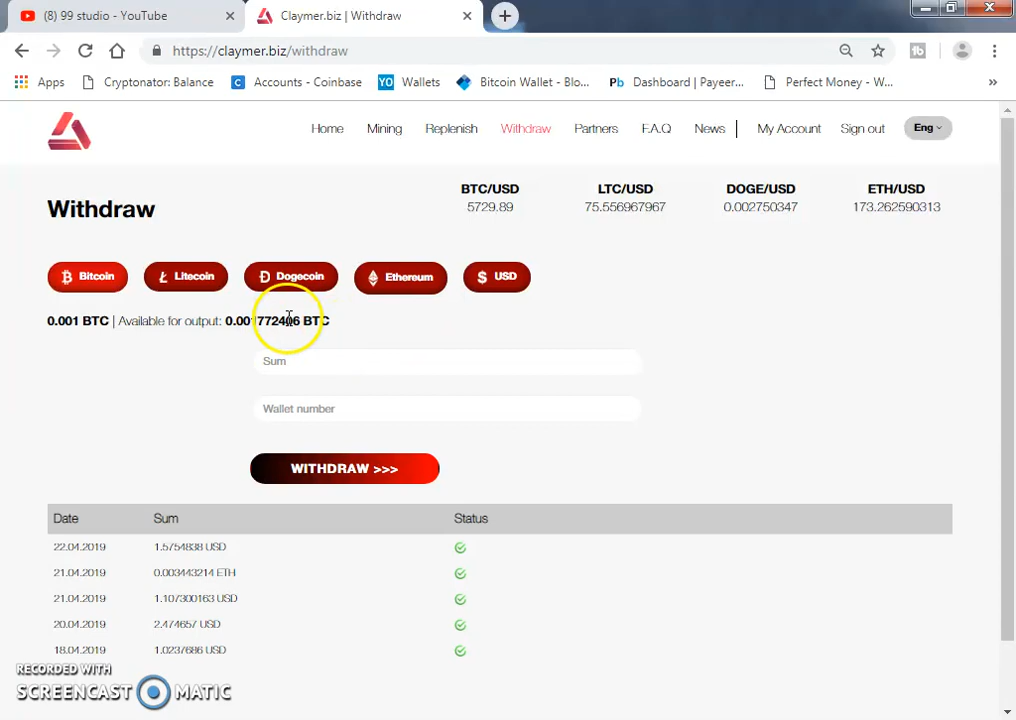 (8) 99 studio - YouTube
Claymer.biz | Withdraw
https://claymer.biz/withdraw
Apps
Cryptonator: Balance
Accounts - Coinbase
Wallets
Bitcoin Wallet - Blo...
Dashboard | Payeer...
Perfect Money - W...
»
Home
Mining
Replenish
Withdraw
Partners
F.A.Q
News
My Account
Sign out
Eng
Withdraw
BTC/USD
5729.89
LTC/USD
75.556967967
DOGE/USD
0.002750347
ETH/USD
173.262590313
Bitcoin
Litecoin
Dogecoin
Ethereum
$ USD
0.001 BTC | Available for output: 0.001772406 BTC
Sum
Wallet number
WITHDRAW >>>
Date Sum Status
22.04.2019 1.5754838 USD
21.04.2019 0.003443214 ETH
21.04.2019 1.107300163 USD
20.04.2019 2.474657 USD
18.04.2019 1.0237686 USD
RECORDED WITH
SCREENCAST MATIC